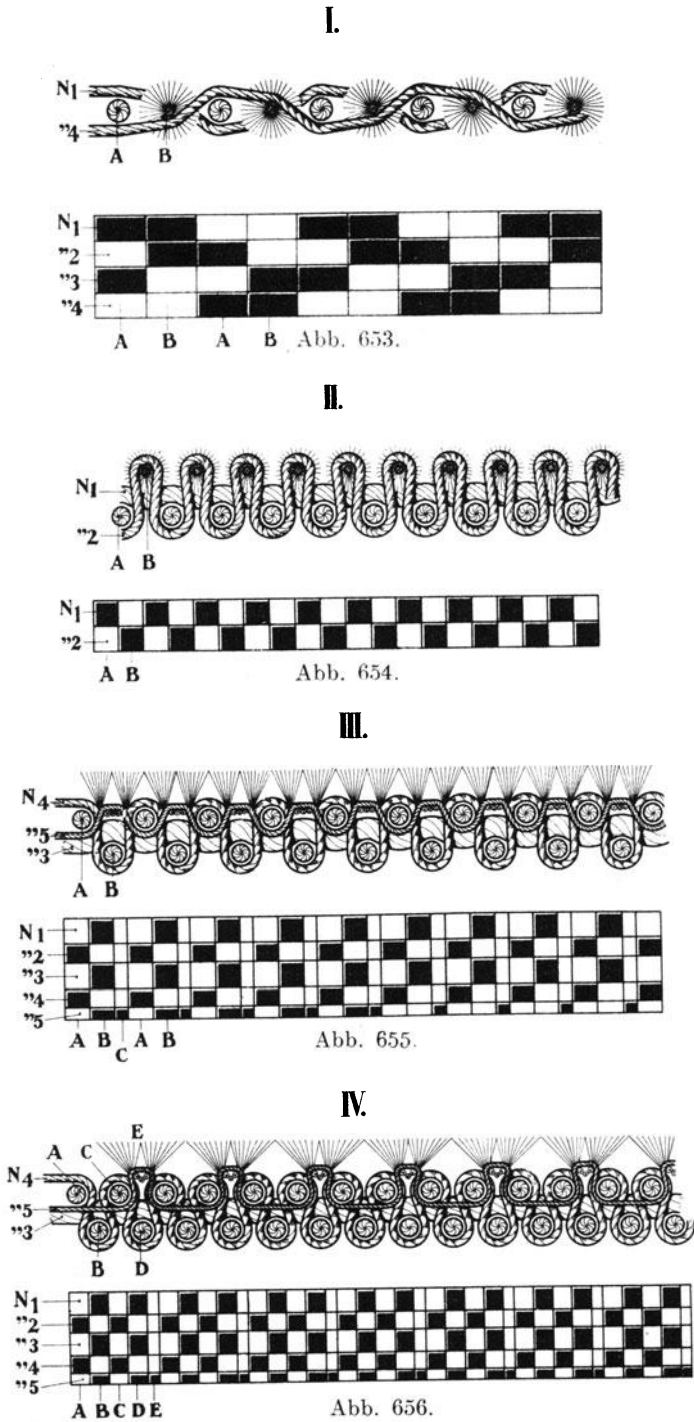 I.
N1
”4
A B
N1
”2
”3
”4
A B A B Abb. 653.
II.
N1
”2
A B
N1
”2
A B
Abb. 654.
III.
N4
”5
”3
A B
N1
”2
”3
”4
”5
A B C A B
Abb. 655.
IV.
E
A C
N4
”5
”3
B D
N1
”2
”3
”4
”5
A B C D E
Abb. 656.